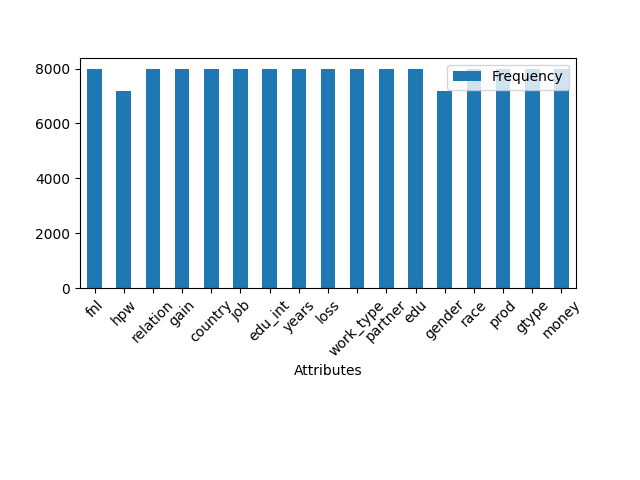 Frequency
8000
6000
4000
2000
0
fnl hpw relation gain country job edu_int years loss work_type partner edu gender race prod gtype money
Attributes